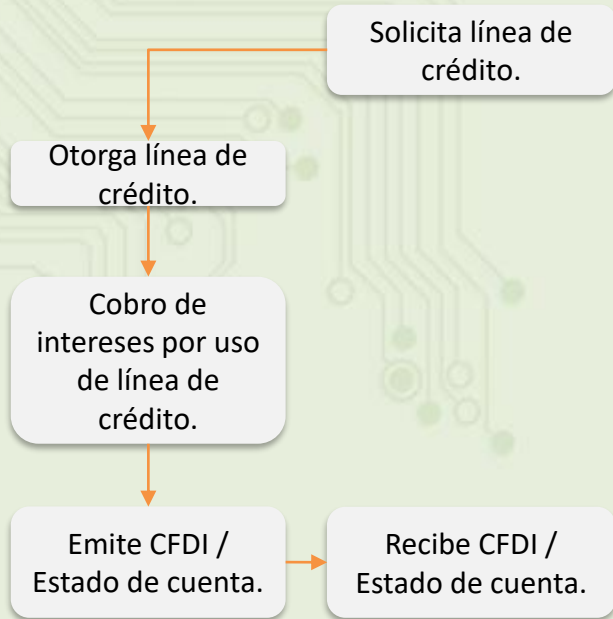 Solicita línea de
crédito.
Otorga línea de
crédito.
Cobro de
intereses por uso
de línea de
crédito.
Emite CFDI /
Estado de cuenta.
Recibe CFDI /
Estado de cuenta.